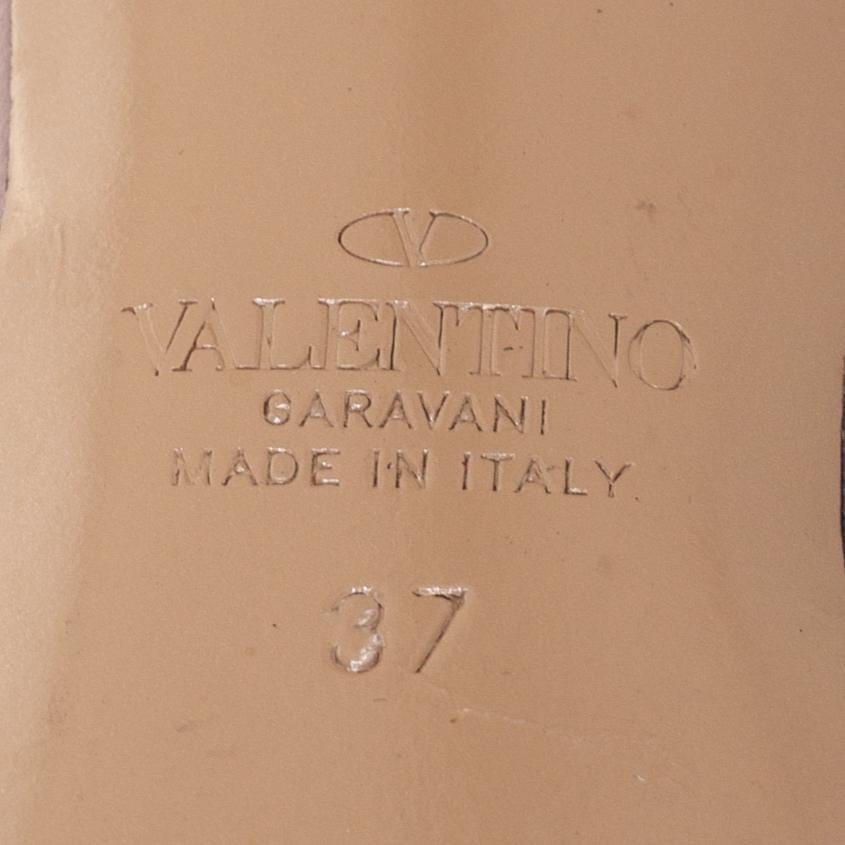 V
VALENTINO
GARAVANI
MADE IN ITALY
37